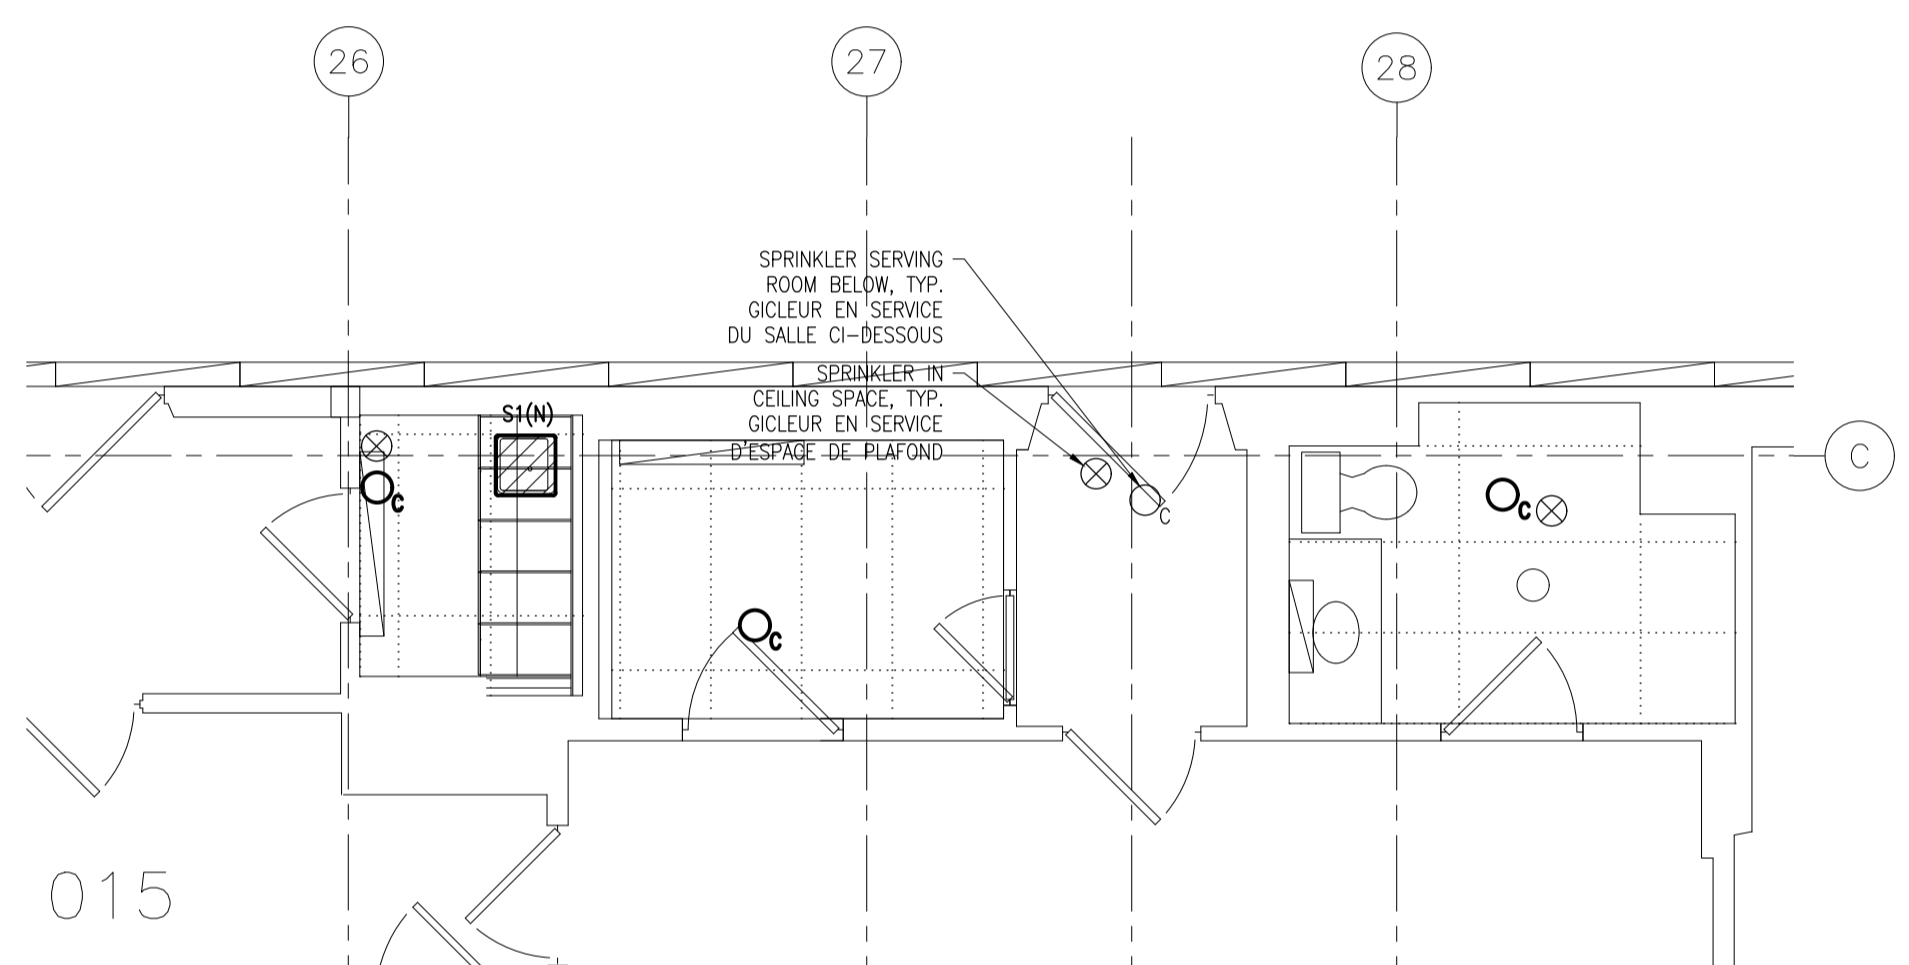 26
27
28
SPRINKLER SERVING
ROOM BELOW, TYP.
GICLEUR EN SERVICE
DU SALLE CI-DESSOUS
SPRINKLER IN
CEILING SPACE, TYP.
GICLEUR EN SERVICE
D'ESPACE DE PLAFOND
S1(N)
C
C
C
C
C
015